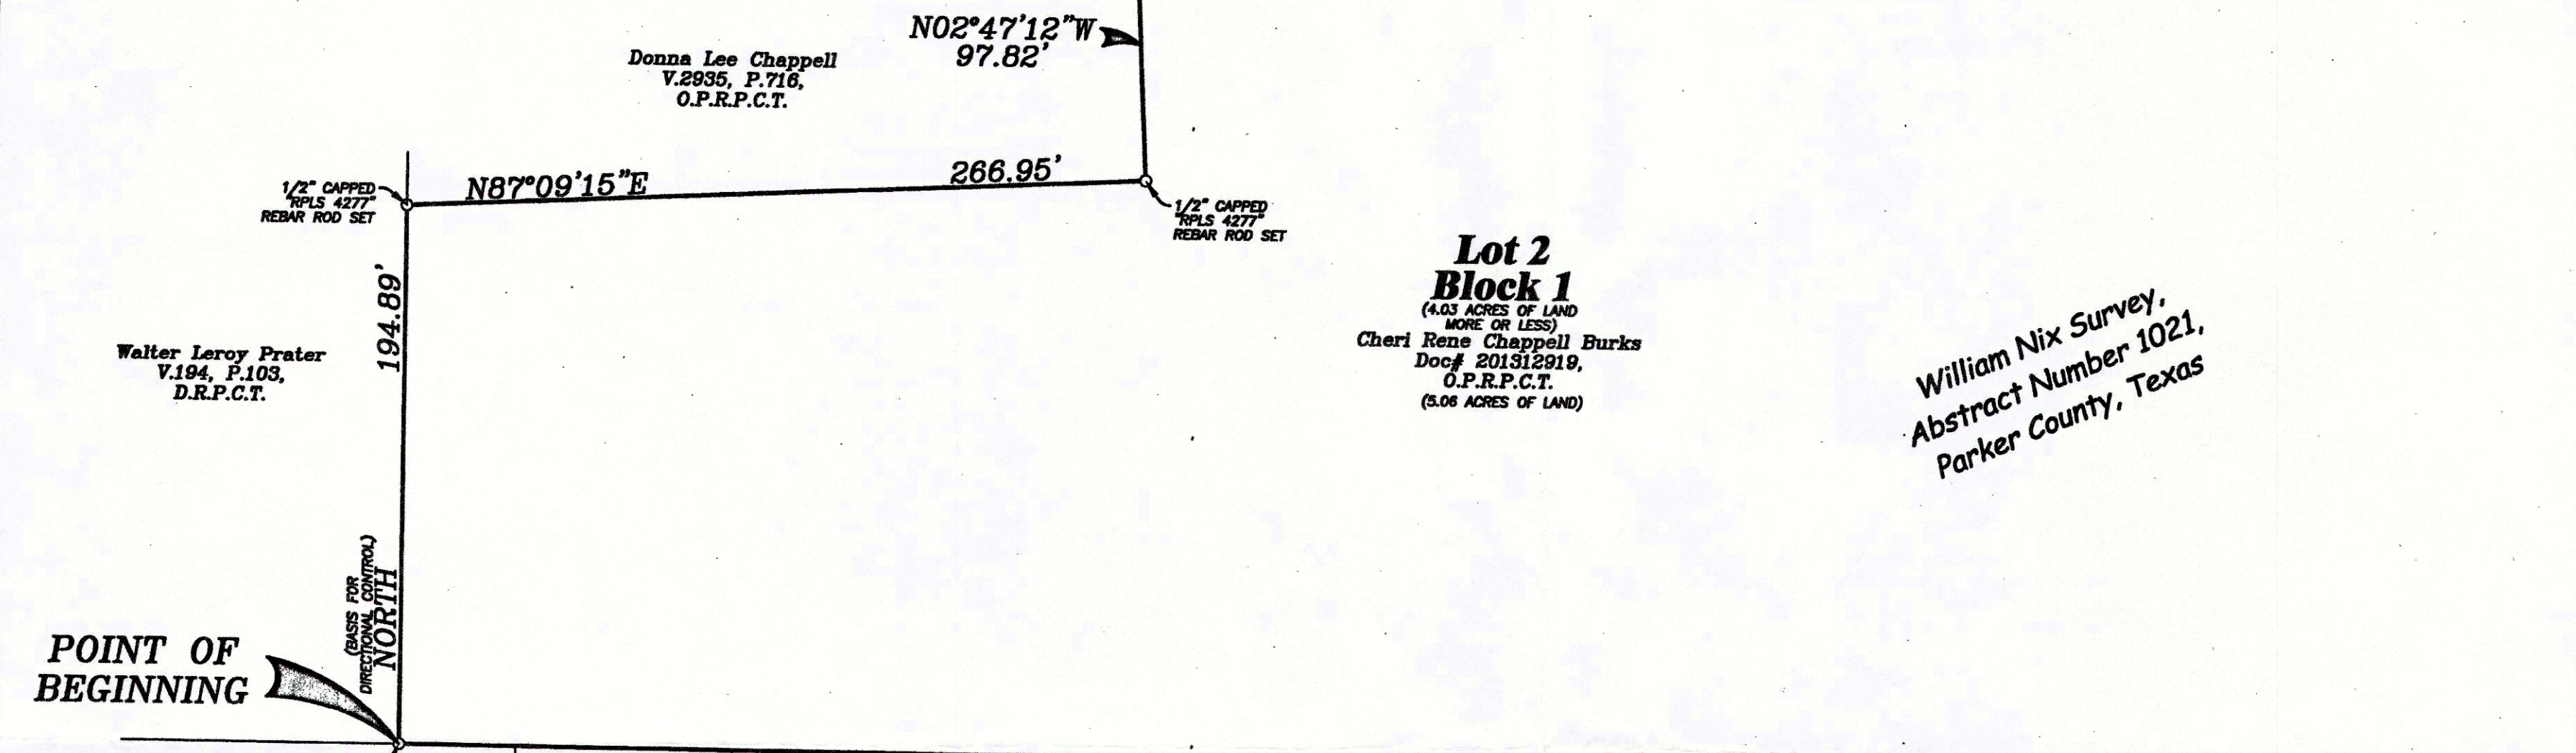 N02°47'12"W
97.82'
Donna Lee Chappell
V.2935, P.716,
O.P.R.P.C.T.
1/2" CAPPED
"RPLS 4277"
REBAR ROD SET
N87°09'15"E
266.95'
1/2" CAPPED
"RPLS 4277"
REBAR ROD SET
Lot 2
Block 1
(4.03 ACRES OF LAND
MORE OR LESS)
Cheri Rene Chappell Burks
Doc# 201312919,
O.P.R.P.C.T.
(5.06 ACRES OF LAND)
William Nix Survey,
Abstract Number 1021,
Parker County, Texas
194.89'
Walter Leroy Prater
V.194, P.103,
D.R.P.C.T.
(BASIS FOR
DIRECTIONAL CONTROL)
NORTH
POINT OF
BEGINNING